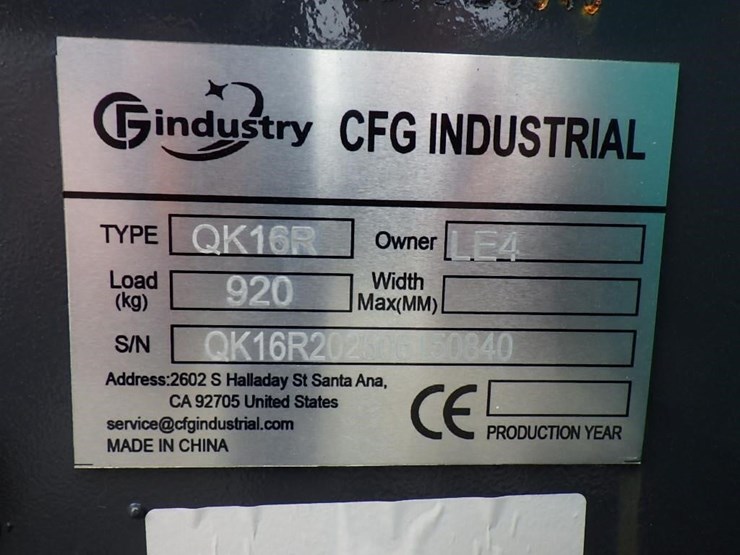 CFindustry CFG INDUSTRIAL
TYPE QK16R Owner LE4
Load (kg) 920 Width Max(MM)
S/N
Address:2602 S Halladay St Santa Ana,
CA 92705 United States
service@cfgindustrial.com
MADE IN CHINA
CE PRODUCTION YEAR